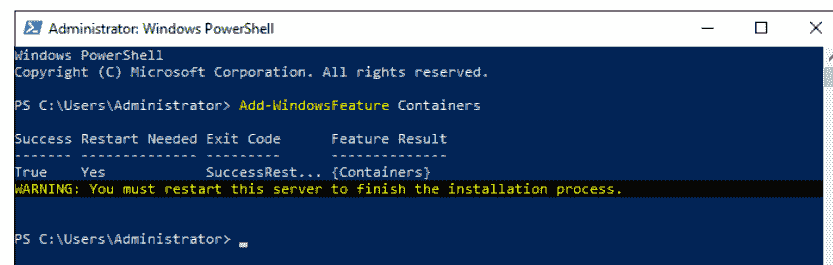 Administrator: Windows PowerShell
Windows PowerShell
Copyright (C) Microsoft Corporation. All rights reserved.
PS C:\Users\Administrator> Add-WindowsFeature Containers
Success Restart Needed Exit Code      Feature Result
------- -------------- ---------      --------------
True    Yes            SuccessRest... {Containers}
WARNING: You must restart this server to finish the installation process.
PS C:\Users\Administrator>